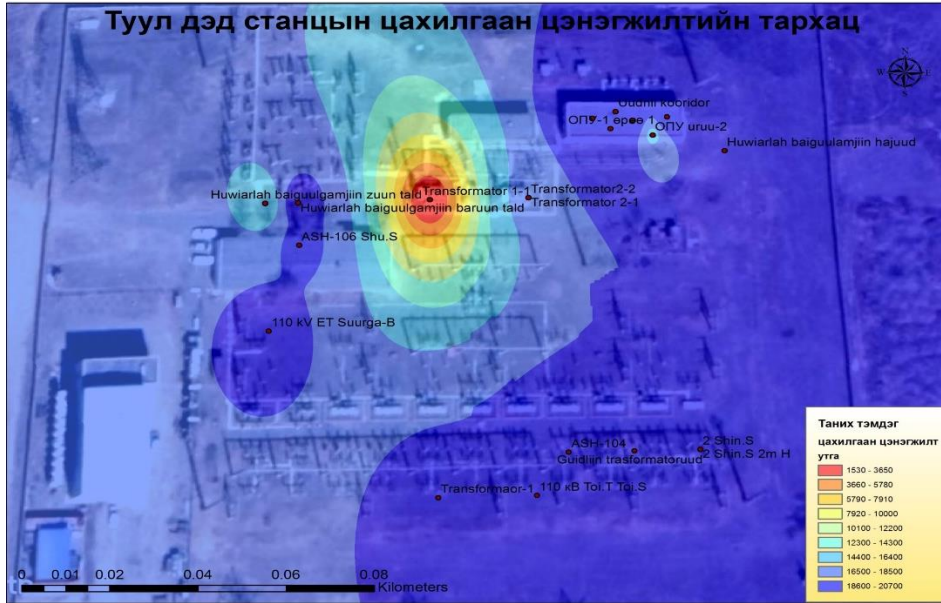 Туул дэд станцын цахилгаан цэнэгжилтийн тархац
N
W E
S
Uudnii kooridor
ОПУ-1 өрөө 1 ОПУ uruu-2
Huwiarlah baiguulamjiin hajuud
Huwiarlah baiguulgamjiin zuun tald Transformator 1-1 Transformator2-2
Huwiarlah baiguulgamjiin baruun tald Transformator 2-1
ASH-106 Shu.S
110 kV ET Suurga-B
ASH-104 2 Shin.S
Guidliin trasformatoruud 2 Shin.S 2m H
Transformaor-1 110 кВ Toi.T Toi.S
0. 0.01 0.02 0.04 0.06 0.08
Kilometers
Таних тэмдэг
цахилгаан цэнэгжилт
утга
1530 - 3650
3660 - 5780
5790 - 7910
7920 - 10000
10100 - 12200
12300 - 14300
14400 - 16400
16500 - 18500
18600 - 20700